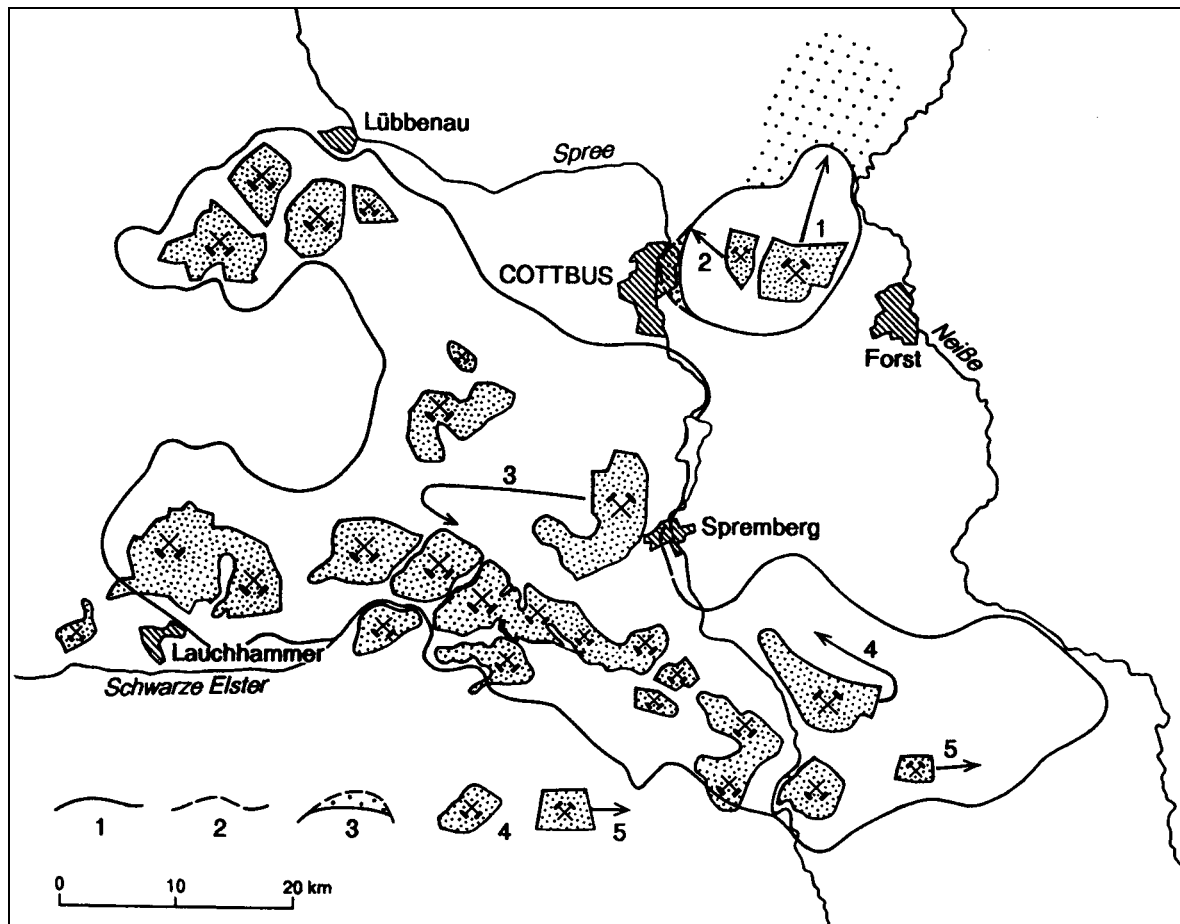 Lübbenau
Spree
1
2
COTTBUS
Forst
Neiße
3
Spremberg
Lauchhammer
Schwarze Elster
4
5
1
2
3
4
5
0
10
20 km